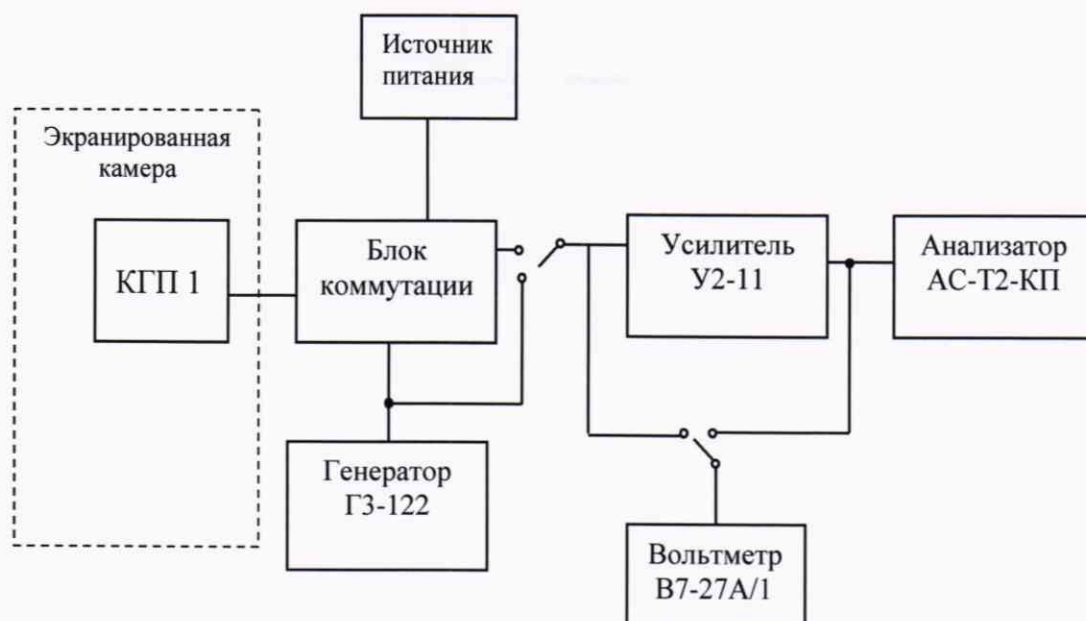 Источник
питания
Экранированная
камера
КГП 1
Блок
коммутации
Усилитель
У2-11
Анализатор
АС-Т2-КП
Генератор
ГЗ-122
Вольтметр
В7-27А/1